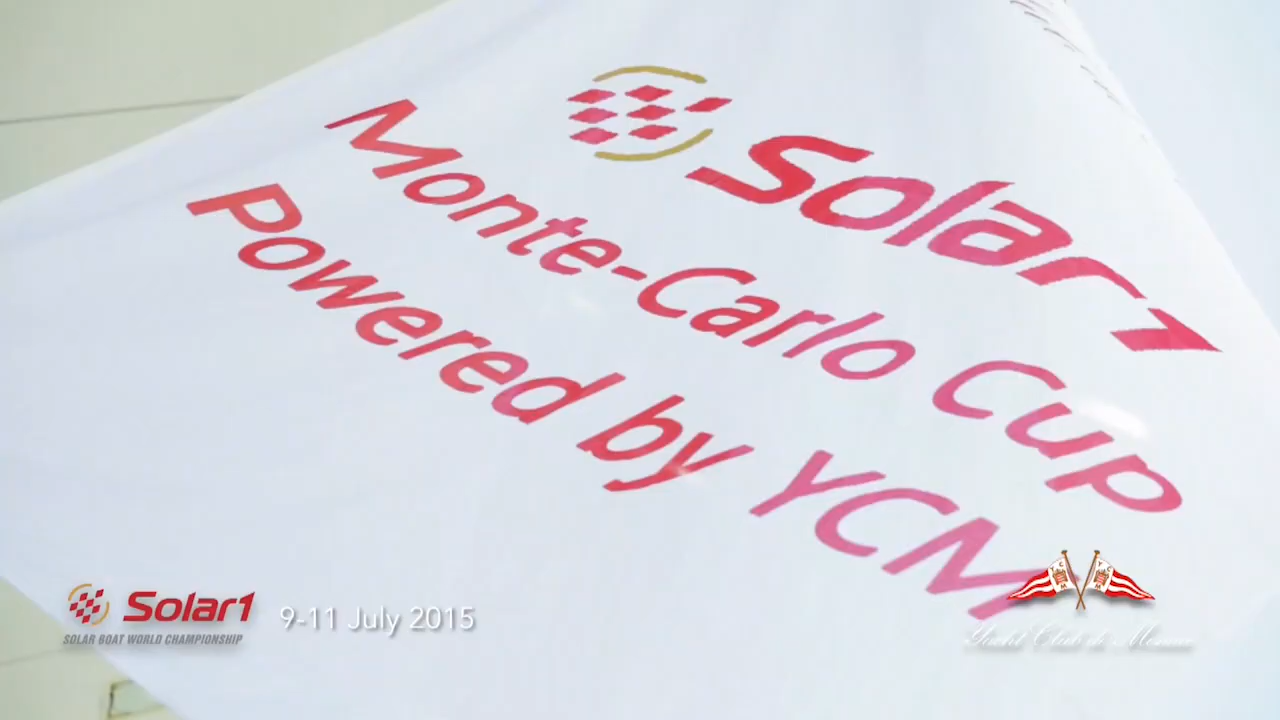 Solar1
Monte-Carlo Cup
Powered by YCM
Solar1
SOLAR BOAT WORLD CHAMPIONSHIP
9-11 July 2015
Y C M
Y C M
Yacht Club de Monaco